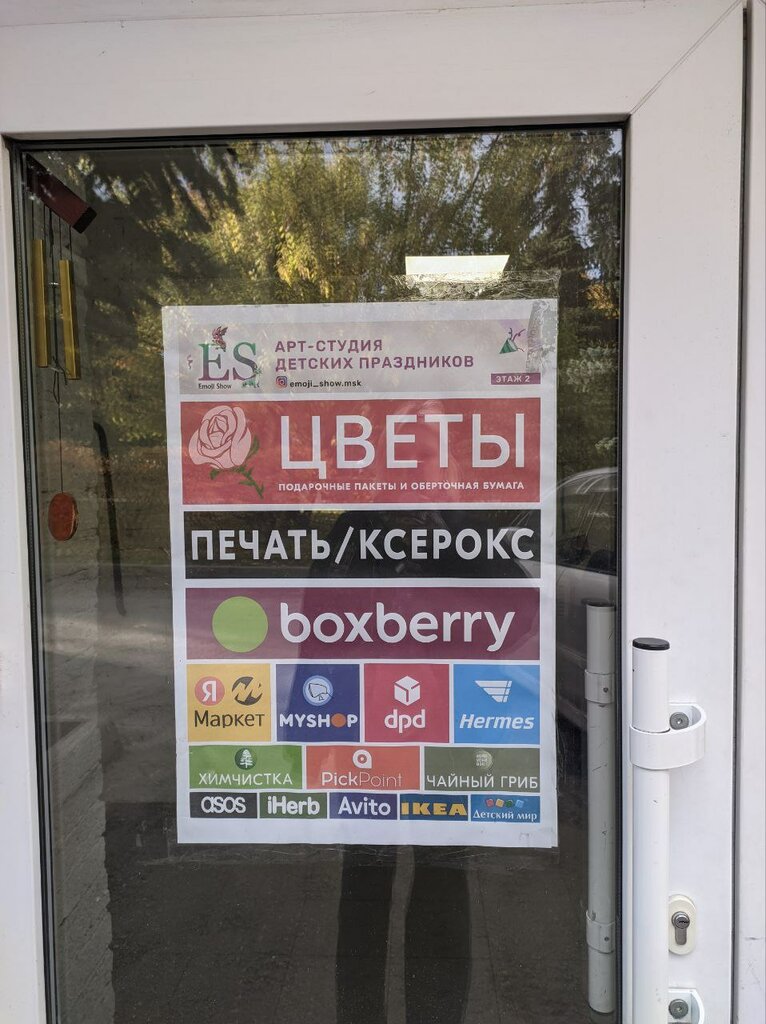 ES
Emoji Show
АРТ-СТУДИЯ
ДЕТСКИХ ПРАЗДНИКОВ
emoji_show.msk
ЭТАЖ 2
ЦВЕТЫ
ПОДАРОЧНЫЕ ПАКЕТЫ И ОБЕРТОЧНАЯ БУМАГА
ПЕЧАТЬ/КСЕРОКС
boxberry
Я М
Маркет
MYSHOP
dpd
Hermes
ХИМЧИСТКА
PickPoint
ЧАЙНЫЙ ГРИБ
asos
iHerb
Avito
IKEA
Детский мир